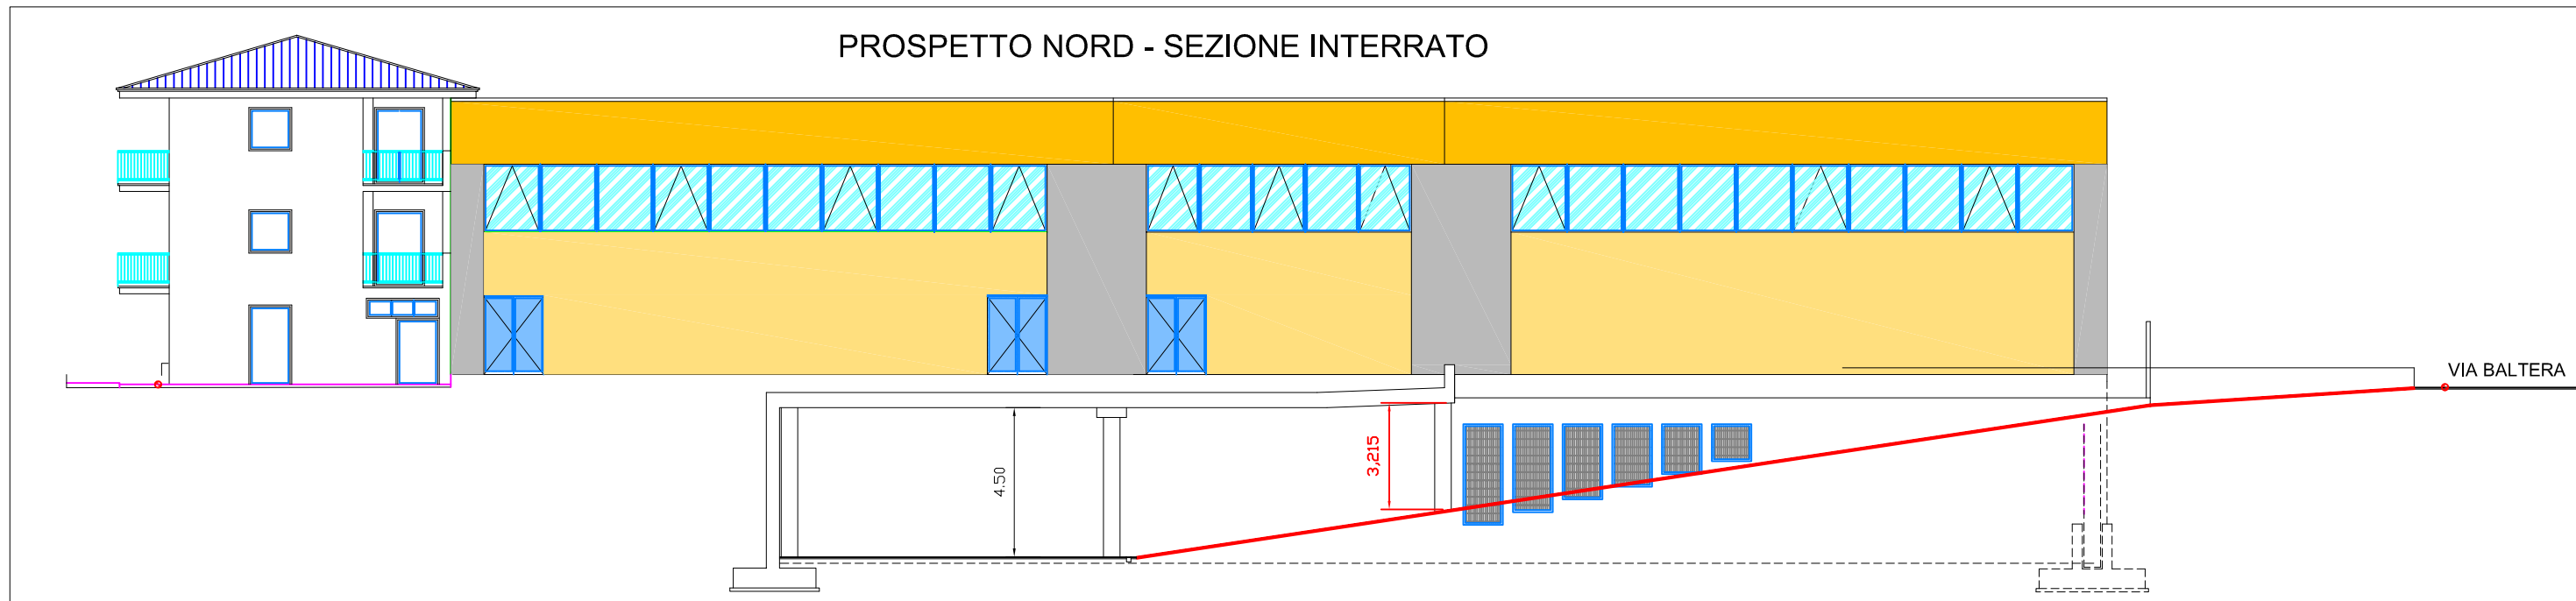 PROSPETTO NORD - SEZIONE INTERRATO
VIA BALTERA
3,215
4.50